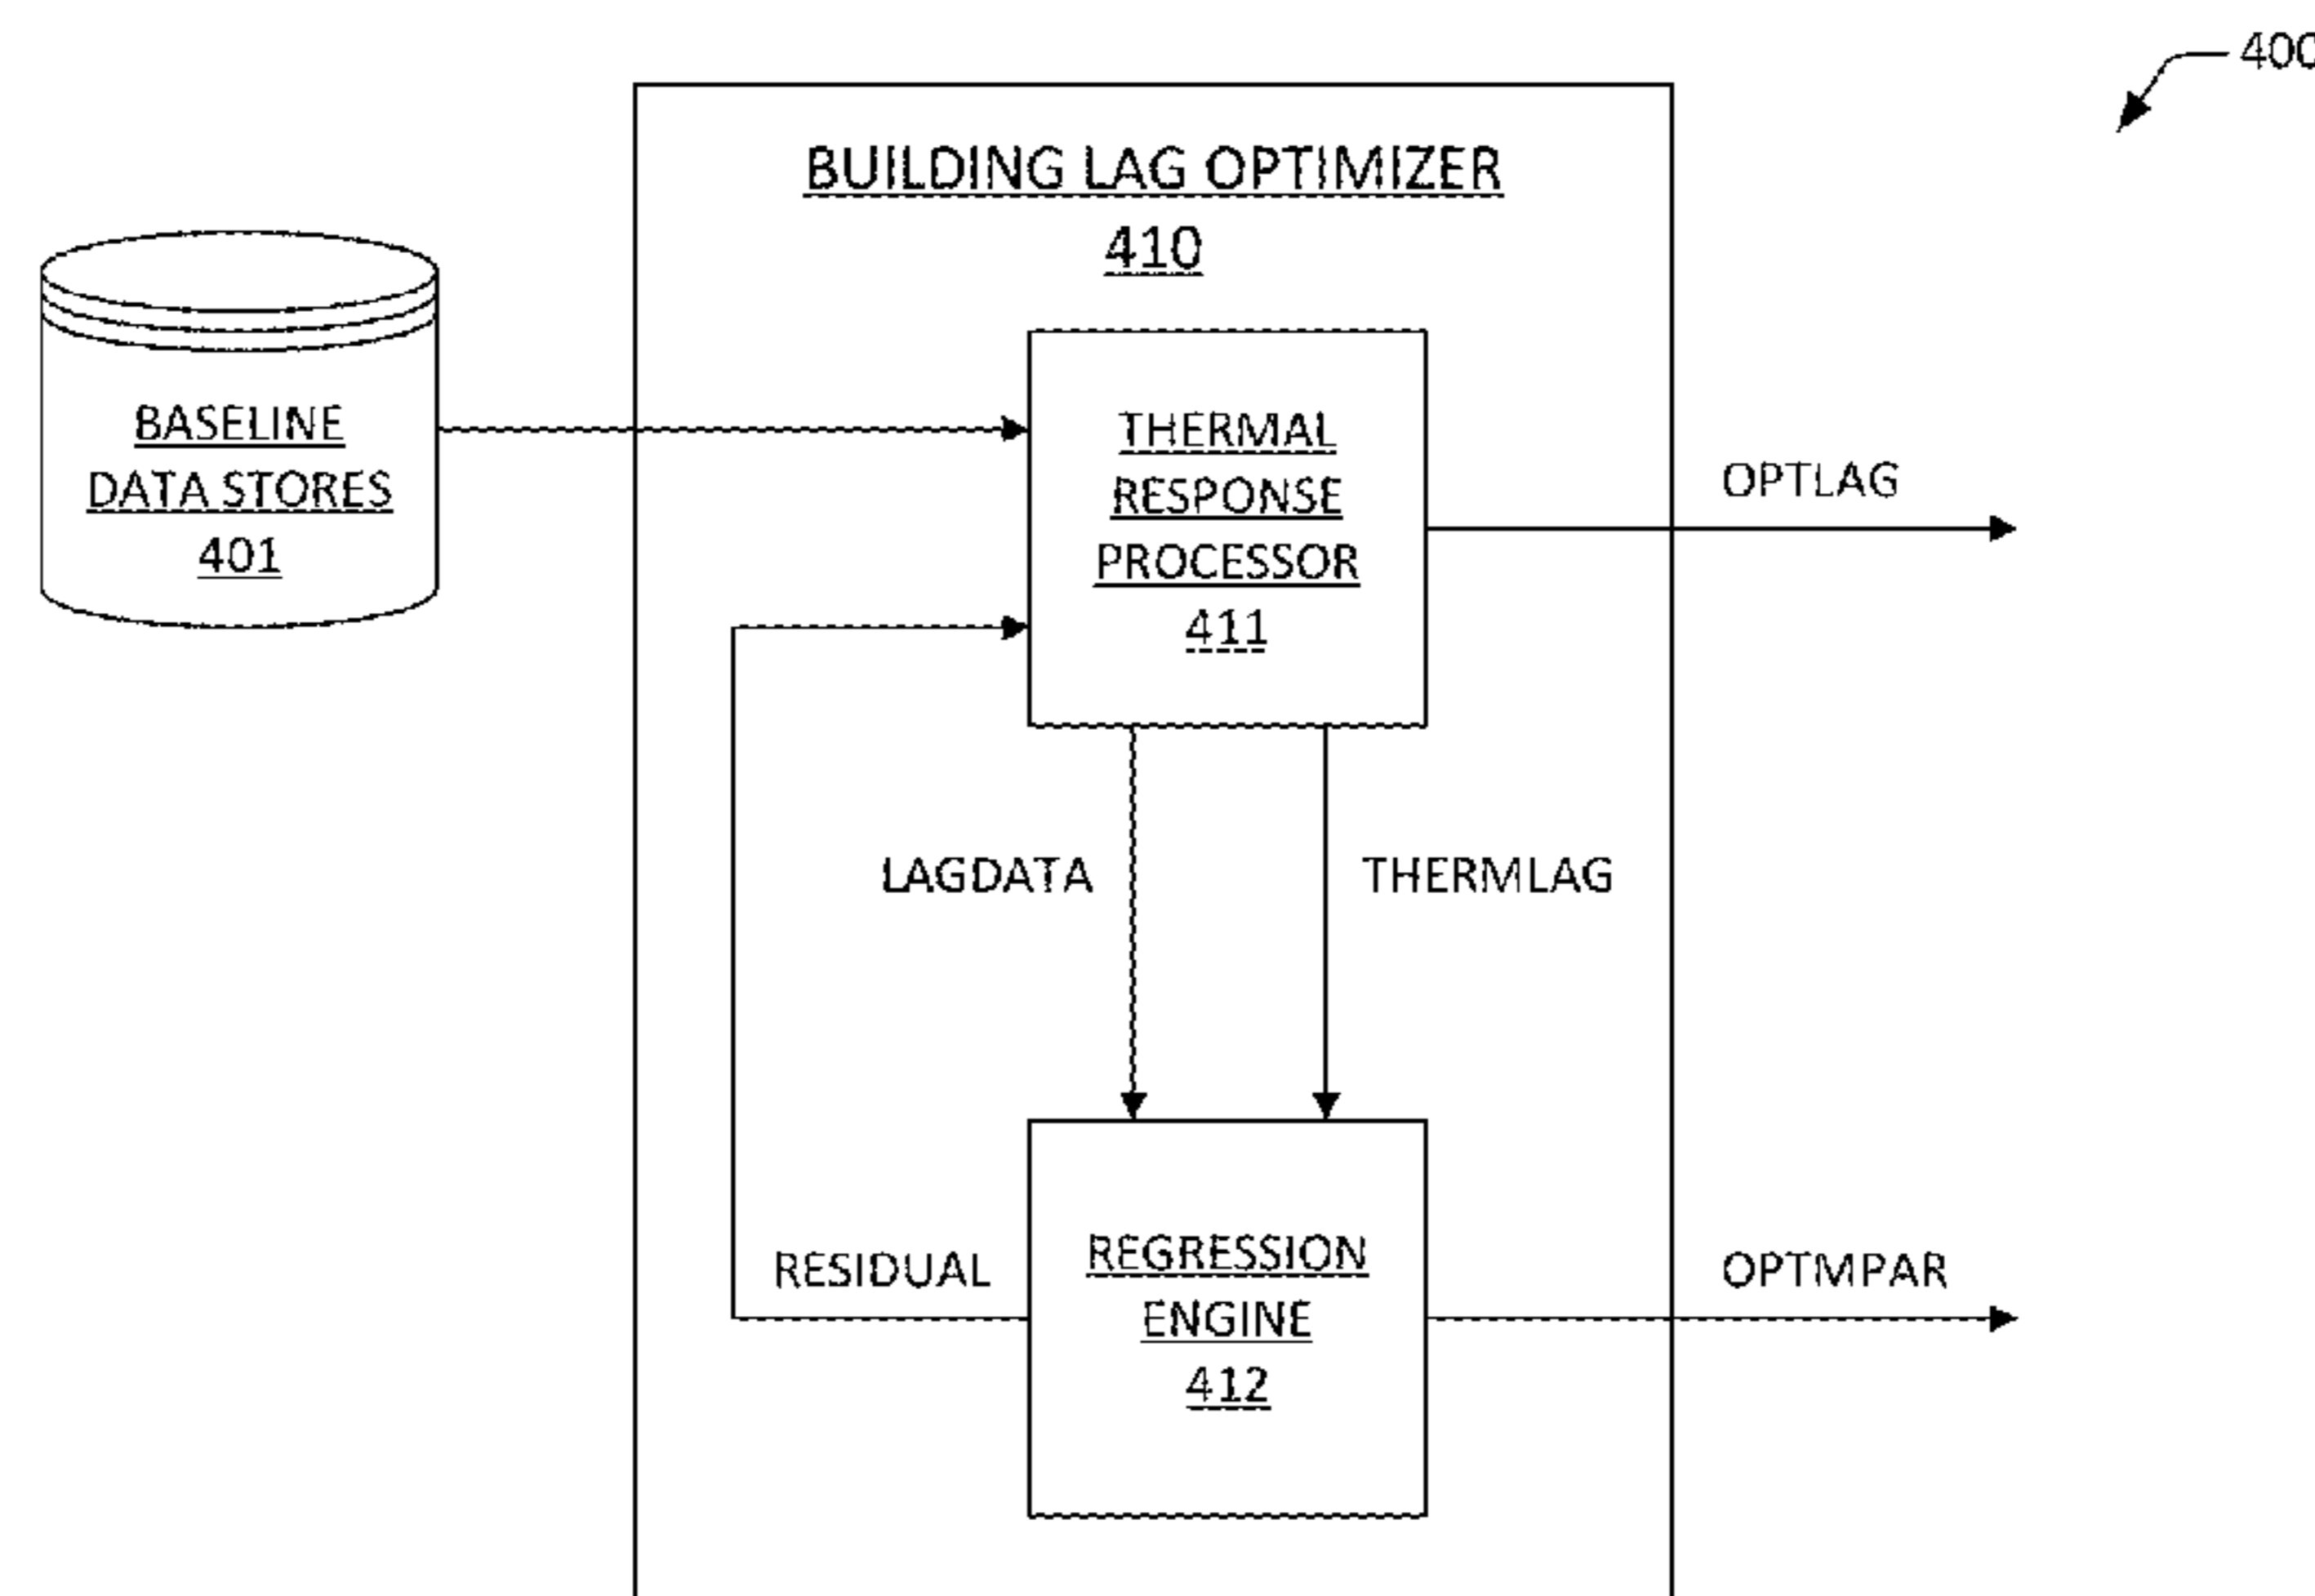 400
BUILDING LAG OPTIMIZER
410
BASELINE
DATA STORES
401
THERMAL
RESPONSE
PROCESSOR
411
OPTLAG
LAGDATA
THERMLAG
RESIDUAL
REGRESSION
ENGINE
412
OPTMPAR